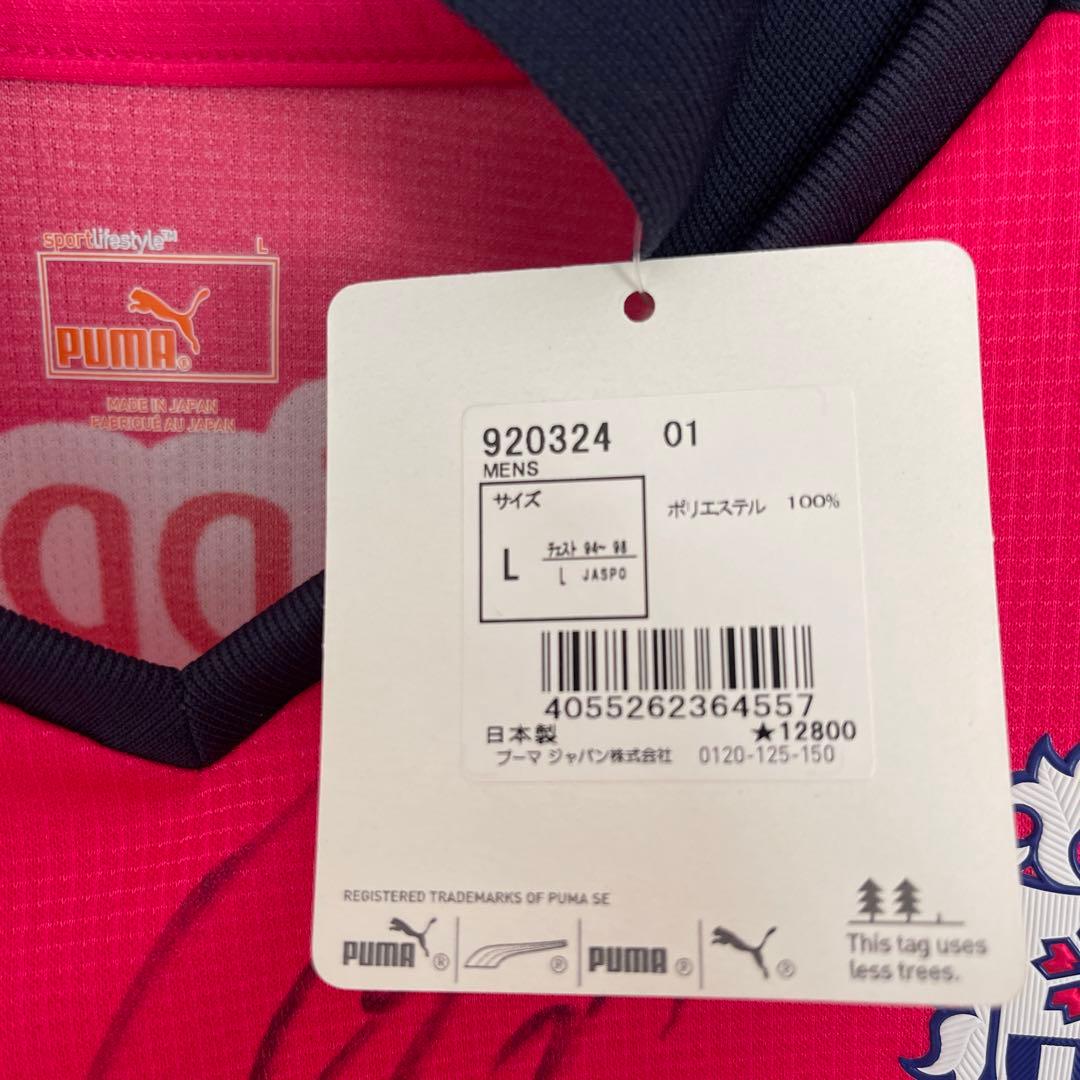 sportlifestyle™ L
PUMA®
MADE IN JAPAN
FABRIQUÉ AU JAPAN
920324 01
MENS
サイズ
ポリエステル 100%
L
チェスト 94~ 98
L JASPO
4055262364557
日本製 ★12800
プーマ ジャパン株式会社 0120-125-150
REGISTERED TRADEMARKS OF PUMA SE
PUMA® ® PUMA® ®
This tag uses
less trees.